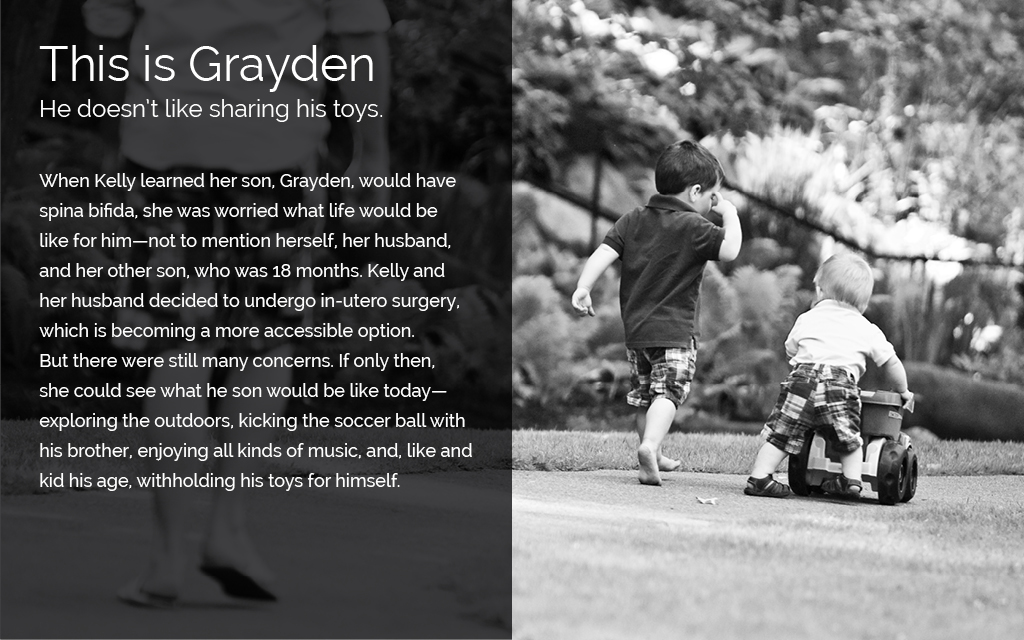 This is Grayden
He doesn't like sharing his toys.
When Kelly learned her son, Grayden, would have
spina bifida, she was worried what life would be
like for him—not to mention herself, her husband,
and her other son, who was 18 months. Kelly and
her husband decided to undergo in-utero surgery,
which is becoming a more accessible option.
But there were still many concerns. If only then,
she could see what he son would be like today—
exploring the outdoors, kicking the soccer ball with
his brother, enjoying all kinds of music, and, like and
kid his age, withholding his toys for himself.